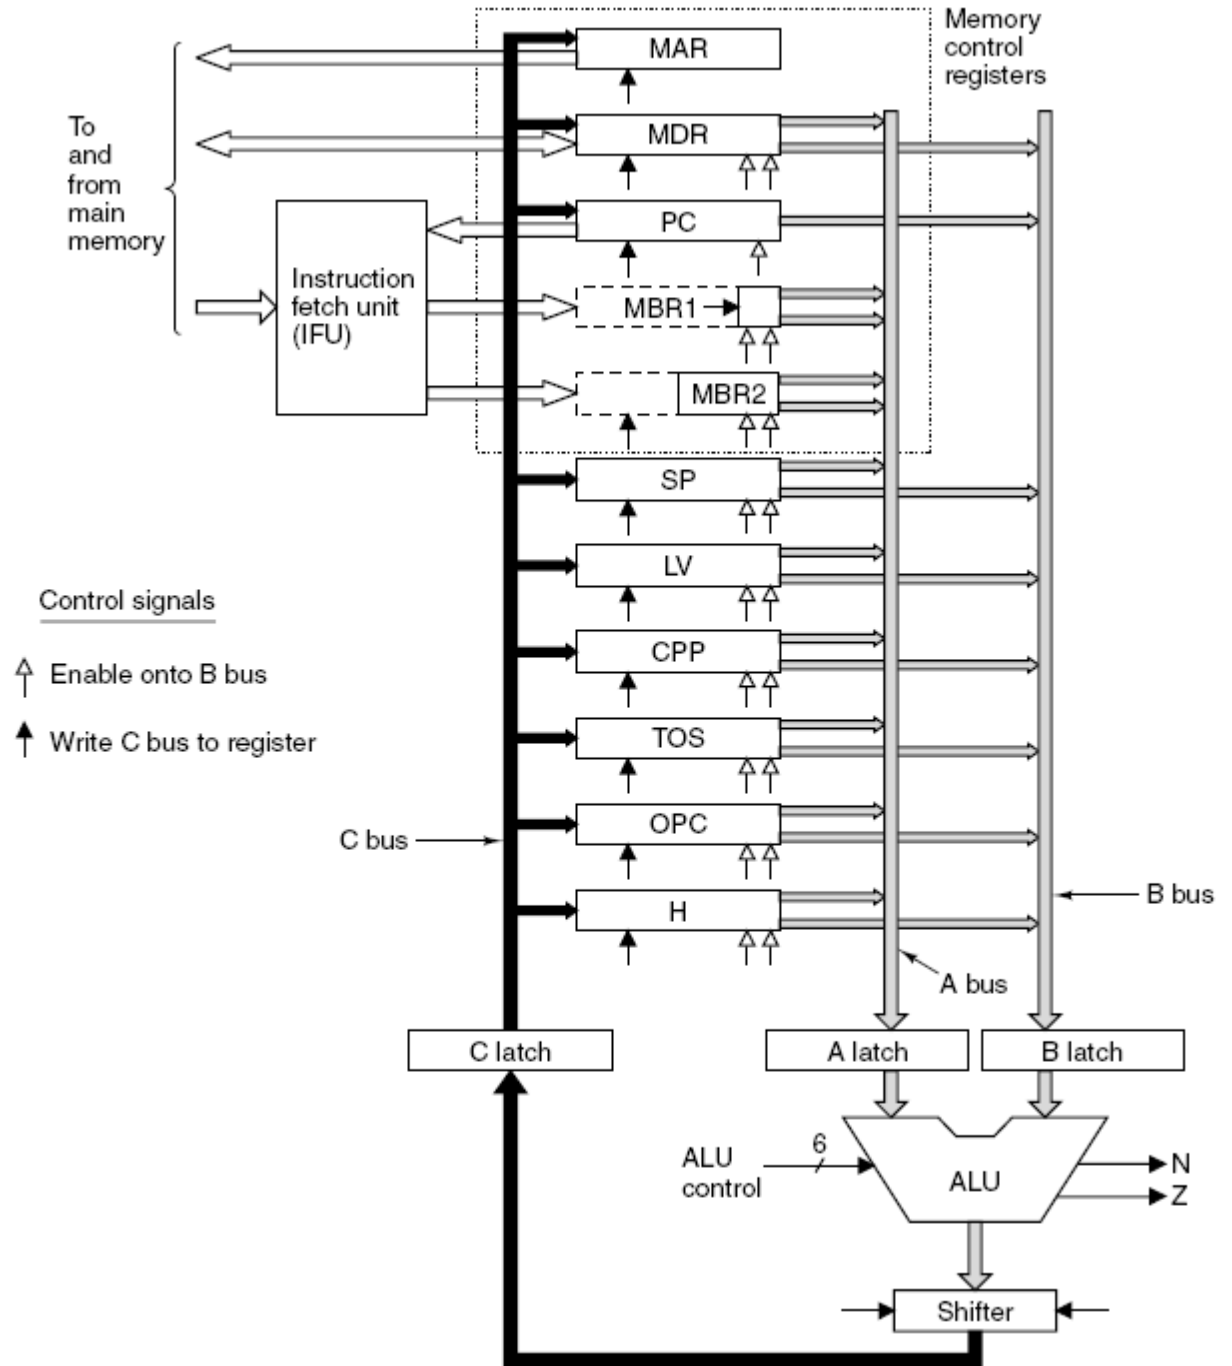 Memory
control
registers
MAR
To
and
from
main
memory
MDR
PC
Instruction
fetch unit
(IFU)
MBR1
MBR2
SP
LV
Control signals
CPP
Enable onto B bus
TOS
Write C bus to register
OPC
C bus
H
B bus
A bus
C latch
A latch
B latch
ALU
control
6
ALU
N
Z
Shifter